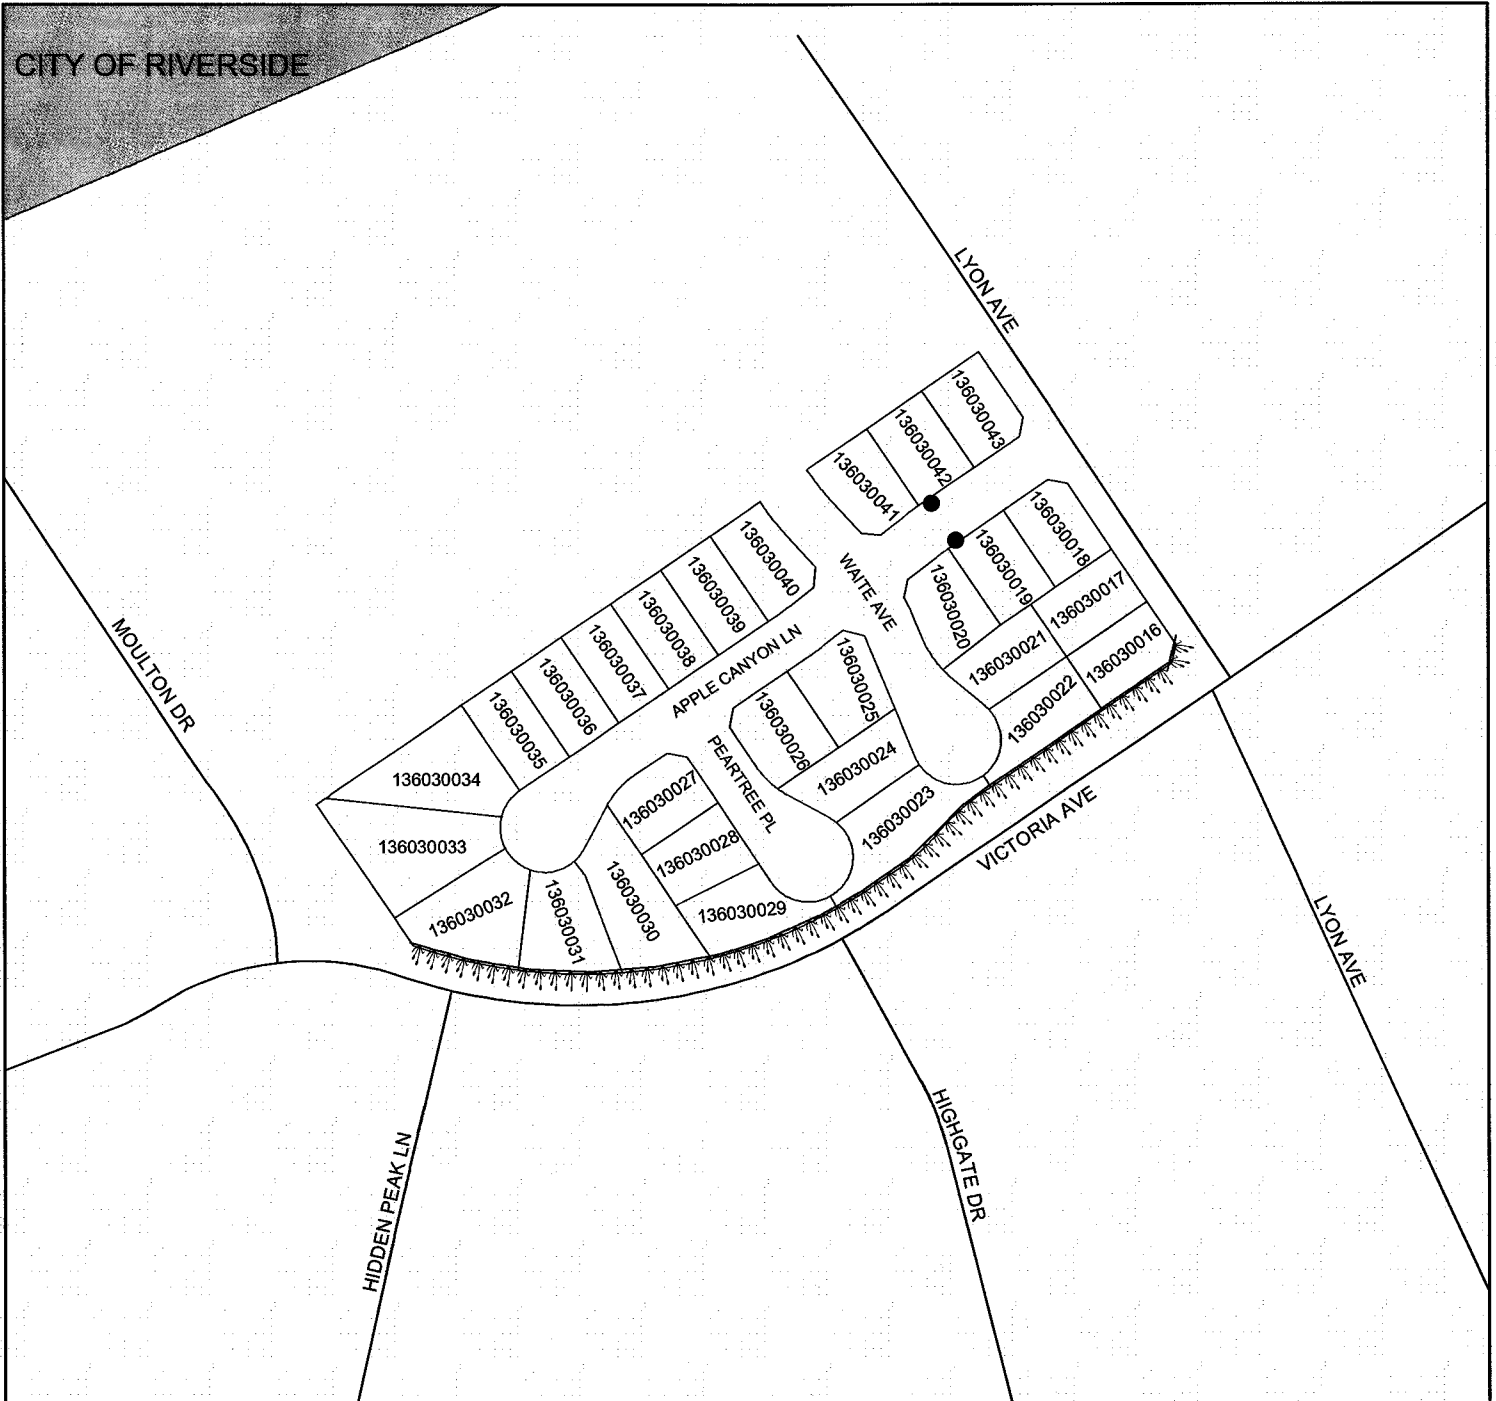 CITY OF RIVERSIDE
LYON AVE
136030043
136030042
136030041
136030018
136030019
136030020
136030040
136030039
136030038
136030037
136030036
136030035
136030034
136030033
136030032
136030031
136030030
136030029
136030028
136030027
136030026
136030025
136030024
136030023
136030022
136030021
136030017
136030016
WAITE AVE
APPLE CANYON LN
PEARTREE PL
MOULTON DR
VICTORIA AVE
LYON AVE
HIGHGATE DR
HIDDEN PEAK LN